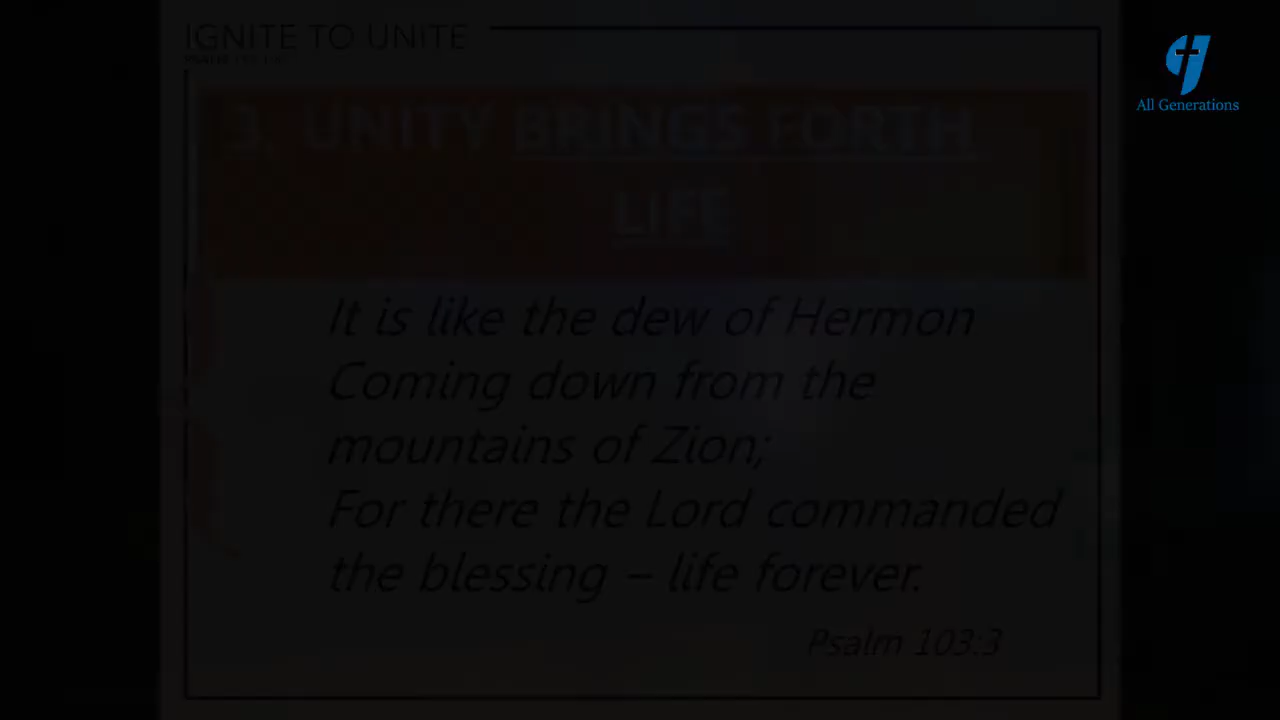 IGNITE TO UNITE
All Generations
3. UNITY BRINGS FORTH
LIFE
It is like the dew of Hermon
Coming down from the
mountains of Zion;
For there the Lord commanded
the blessing – life forever.
Psalm 103:3